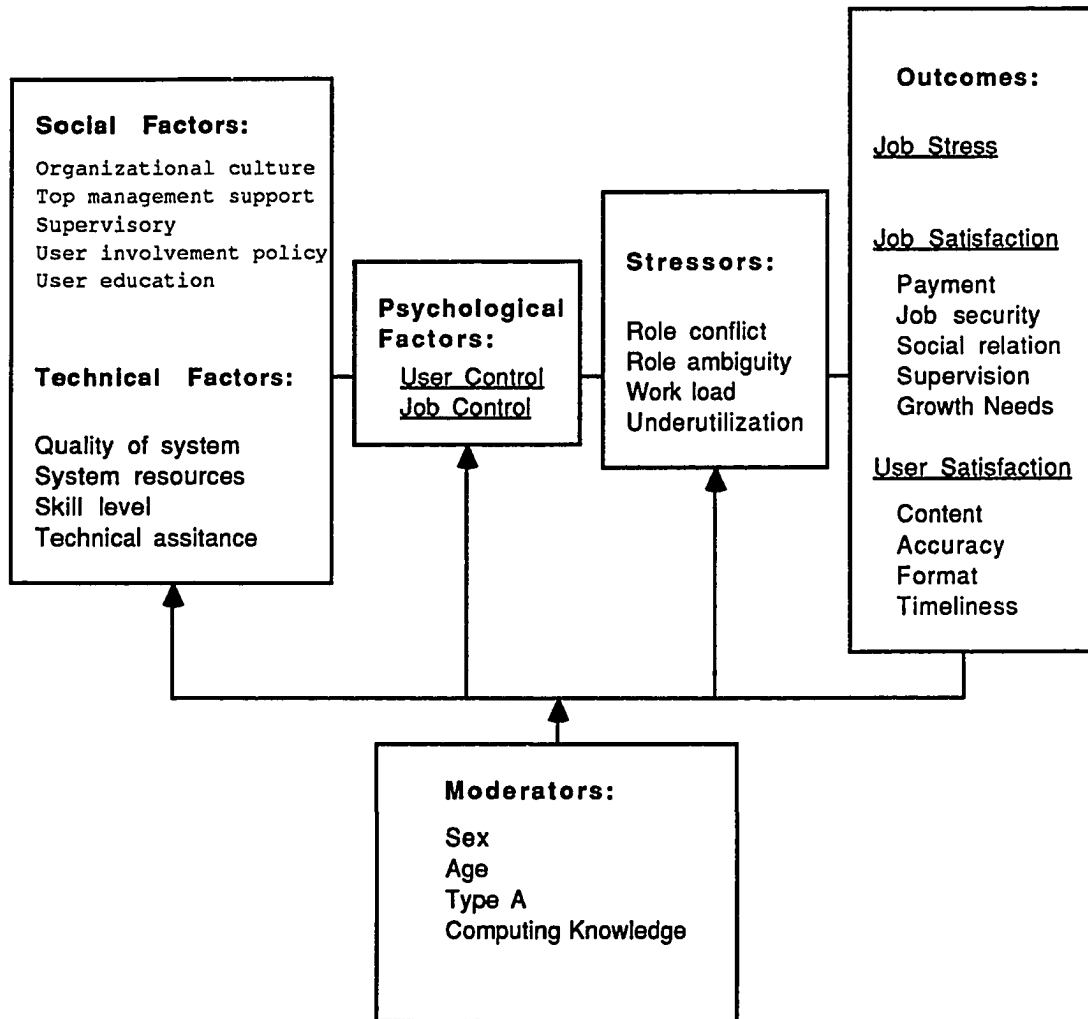 Social Factors:
Organizational culture
Top management support
Supervisory
User involvement policy
User education
Technical Factors:
Quality of system
System resources
Skill level
Technical assitance
Psychological
Factors:
User Control
Job Control
Stressors:
Role conflict
Role ambiguity
Work load
Underutilization
Outcomes:
Job Stress
Job Satisfaction
Payment
Job security
Social relation
Supervision
Growth Needs
User Satisfaction
Content
Accuracy
Format
Timeliness
Moderators:
Sex
Age
Type A
Computing Knowledge